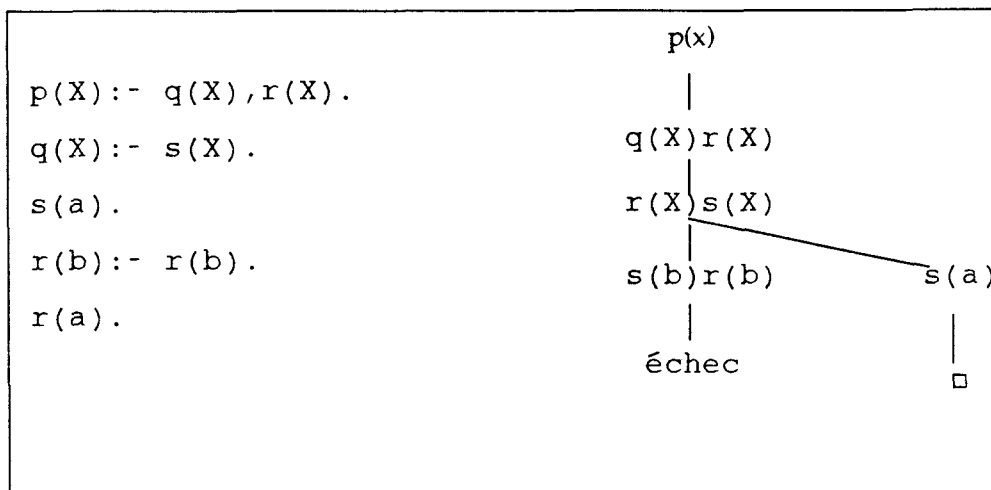 p(X):- q(X),r(X).
q(X):- s(X).
s(a).
r(b):- r(b).
r(a).
p(x)
q(X)r(X)
r(X)s(X)
s(b)r(b) s(a)
échec